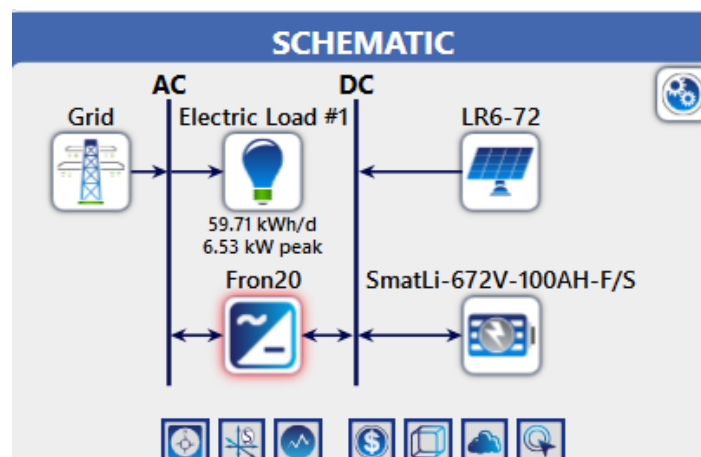 SCHEMATIC
AC
DC
Grid
Electric Load #1
LR6-72
59.71 kWh/d
6.53 kW peak
Fron20
SmatLi-672V-100AH-F/S
S
$